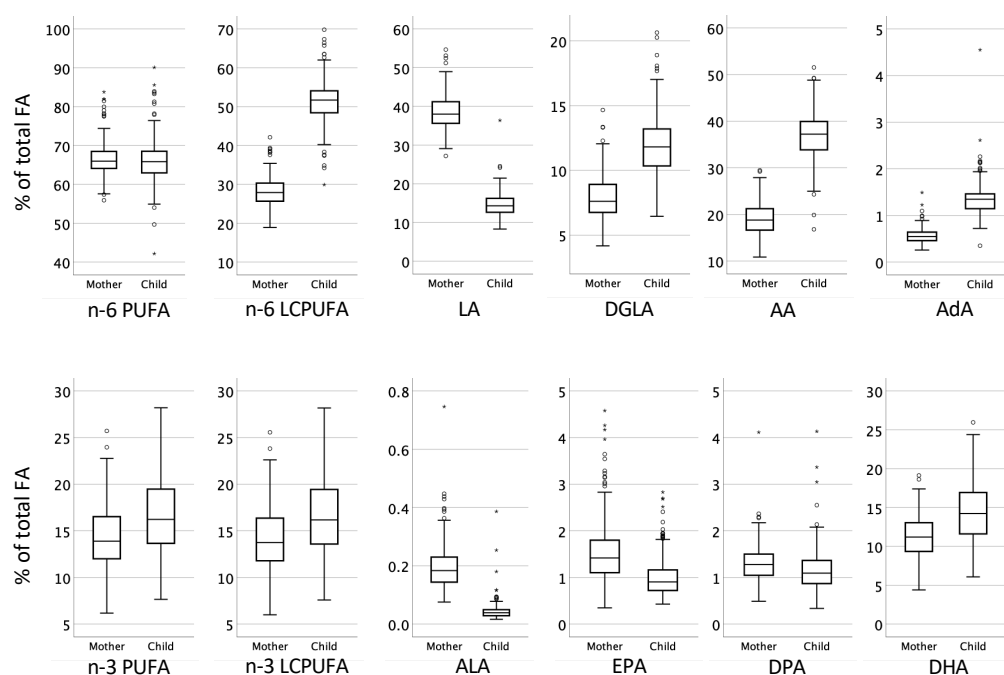 % of total FA
100 90 80 70 60 50 40
Mother Child
n-6 PUFA
70 60 50 40 30 20 10
Mother Child
n-6 LCPUFA
60 50 40 30 20 10 0
Mother Child
LA
20 15 10 5
Mother Child
DGLA
60 50 40 30 20 10
Mother Child
AA
5 4 3 2 1 0
Mother Child
AdA
% of total FA
30 25 20 15 10 5
Mother Child
n-3 PUFA
30 25 20 15 10 5
Mother Child
n-3 LCPUFA
0.8 0.6 0.4 0.2 0.0
Mother Child
ALA
5 4 3 2 1 0
Mother Child
EPA
5 4 3 2 1 0
Mother Child
DPA
30 25 20 15 10 5 0
Mother Child
DHA